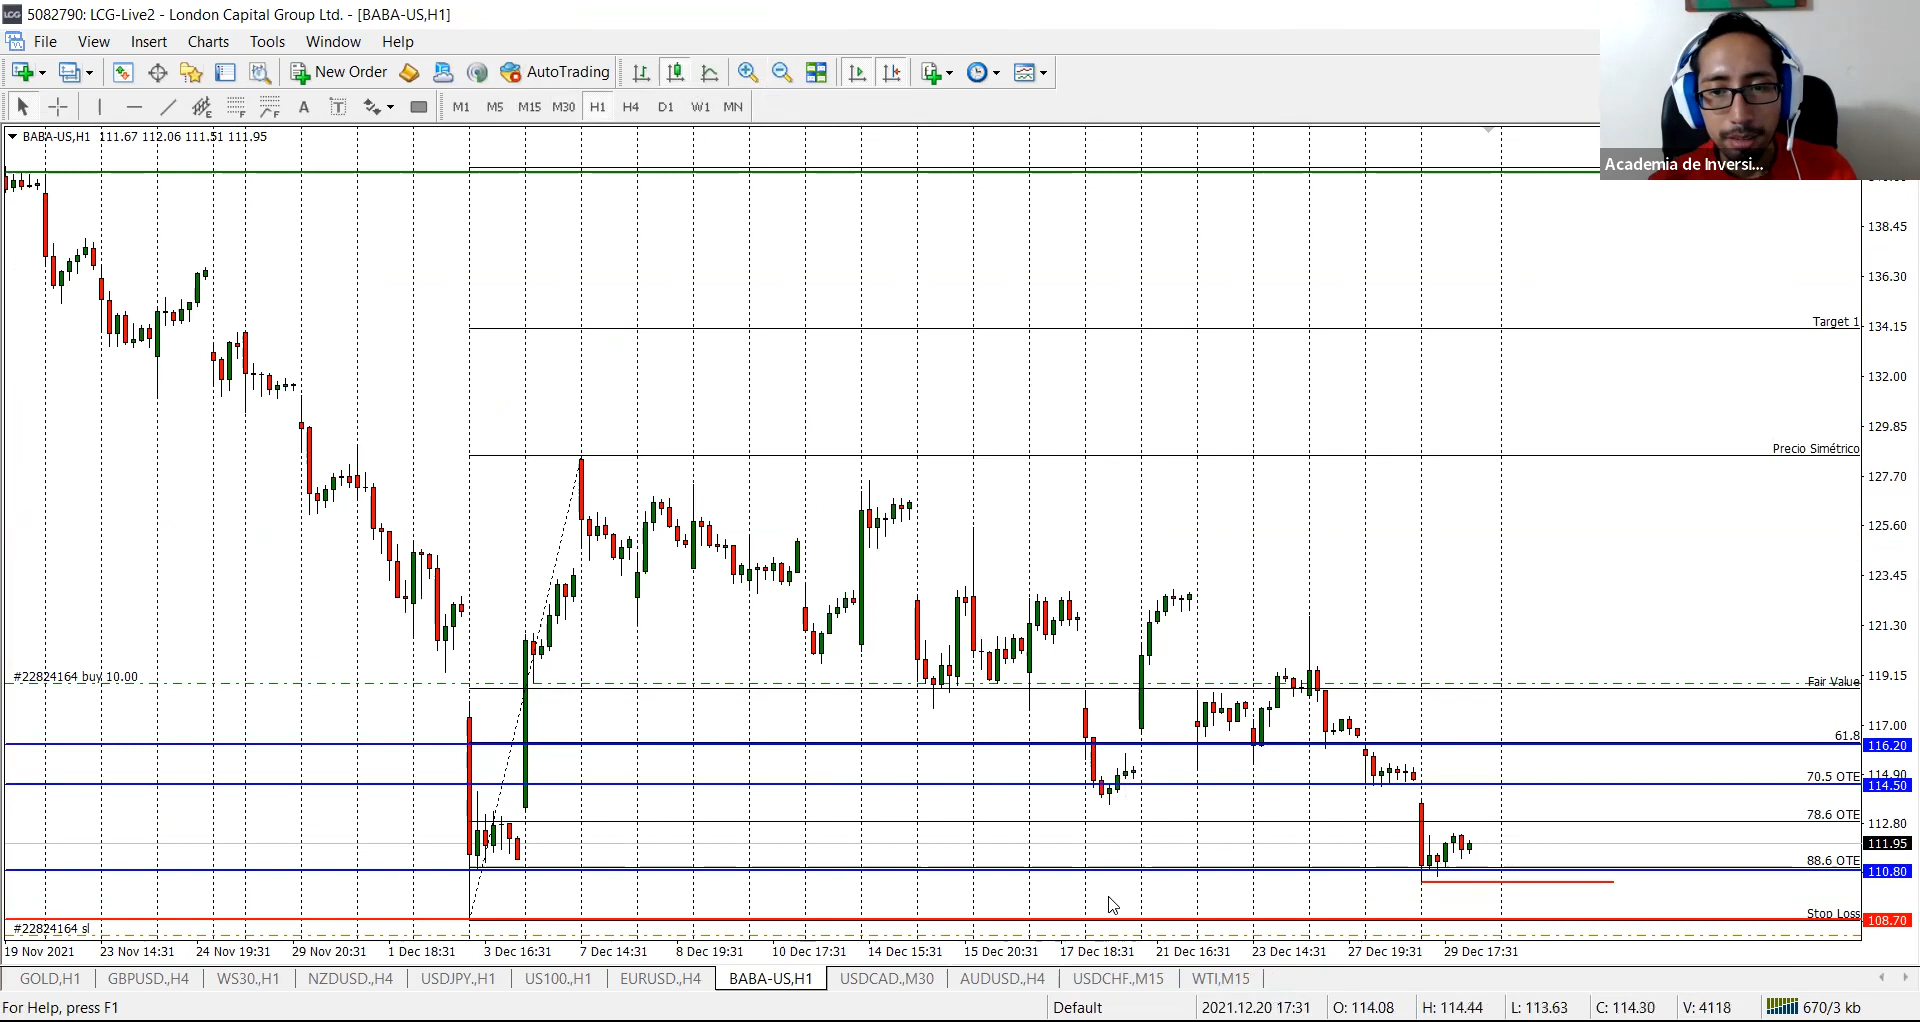 LCG 5082790: LCG-Live2 - London Capital Group Ltd. - [BABA-US,H1]
File View Insert Charts Tools Window Help
New Order AutoTrading
A T M1 M5 M15 M30 H1 H4 D1 W1 MN
BABA-US,H1 111.67 112.06 111.51 111.95
Academia de Inversi...
138.45
136.30
Target 1
134.15
132.00
129.85
Precio Simétrico
127.70
125.60
123.45
121.30
#22824164 buy 10.00
119.15
Fair Value
117.00
61.8
116.20
114.90
70.5 OTE
114.50
78.6 OTE
112.80
111.95
88.6 OTE
110.80
Stop Loss
108.70
#22824164 sl
19 Nov 2021 23 Nov 14:31 24 Nov 19:31 29 Nov 20:31 1 Dec 18:31 3 Dec 16:31 7 Dec 14:31 8 Dec 19:31 10 Dec 17:31 14 Dec 15:31 15 Dec 20:31 17 Dec 18:31 21 Dec 16:31 23 Dec 14:31 27 Dec 19:31 29 Dec 17:31
GOLD,H1 GBPUSD.,H4 WS30.,H1 NZDUSD.,H4 USDJPY.,H1 US100.,H1 EURUSD.,H4 BABA-US,H1 USDCAD.,M30 AUDUSD.,H4 USDCHF.,M15 WTI,M15
For Help, press F1 Default 2021.12.20 17:31 O: 114.08 H: 114.44 L: 113.63 C: 114.30 V: 4118 670/3 kb